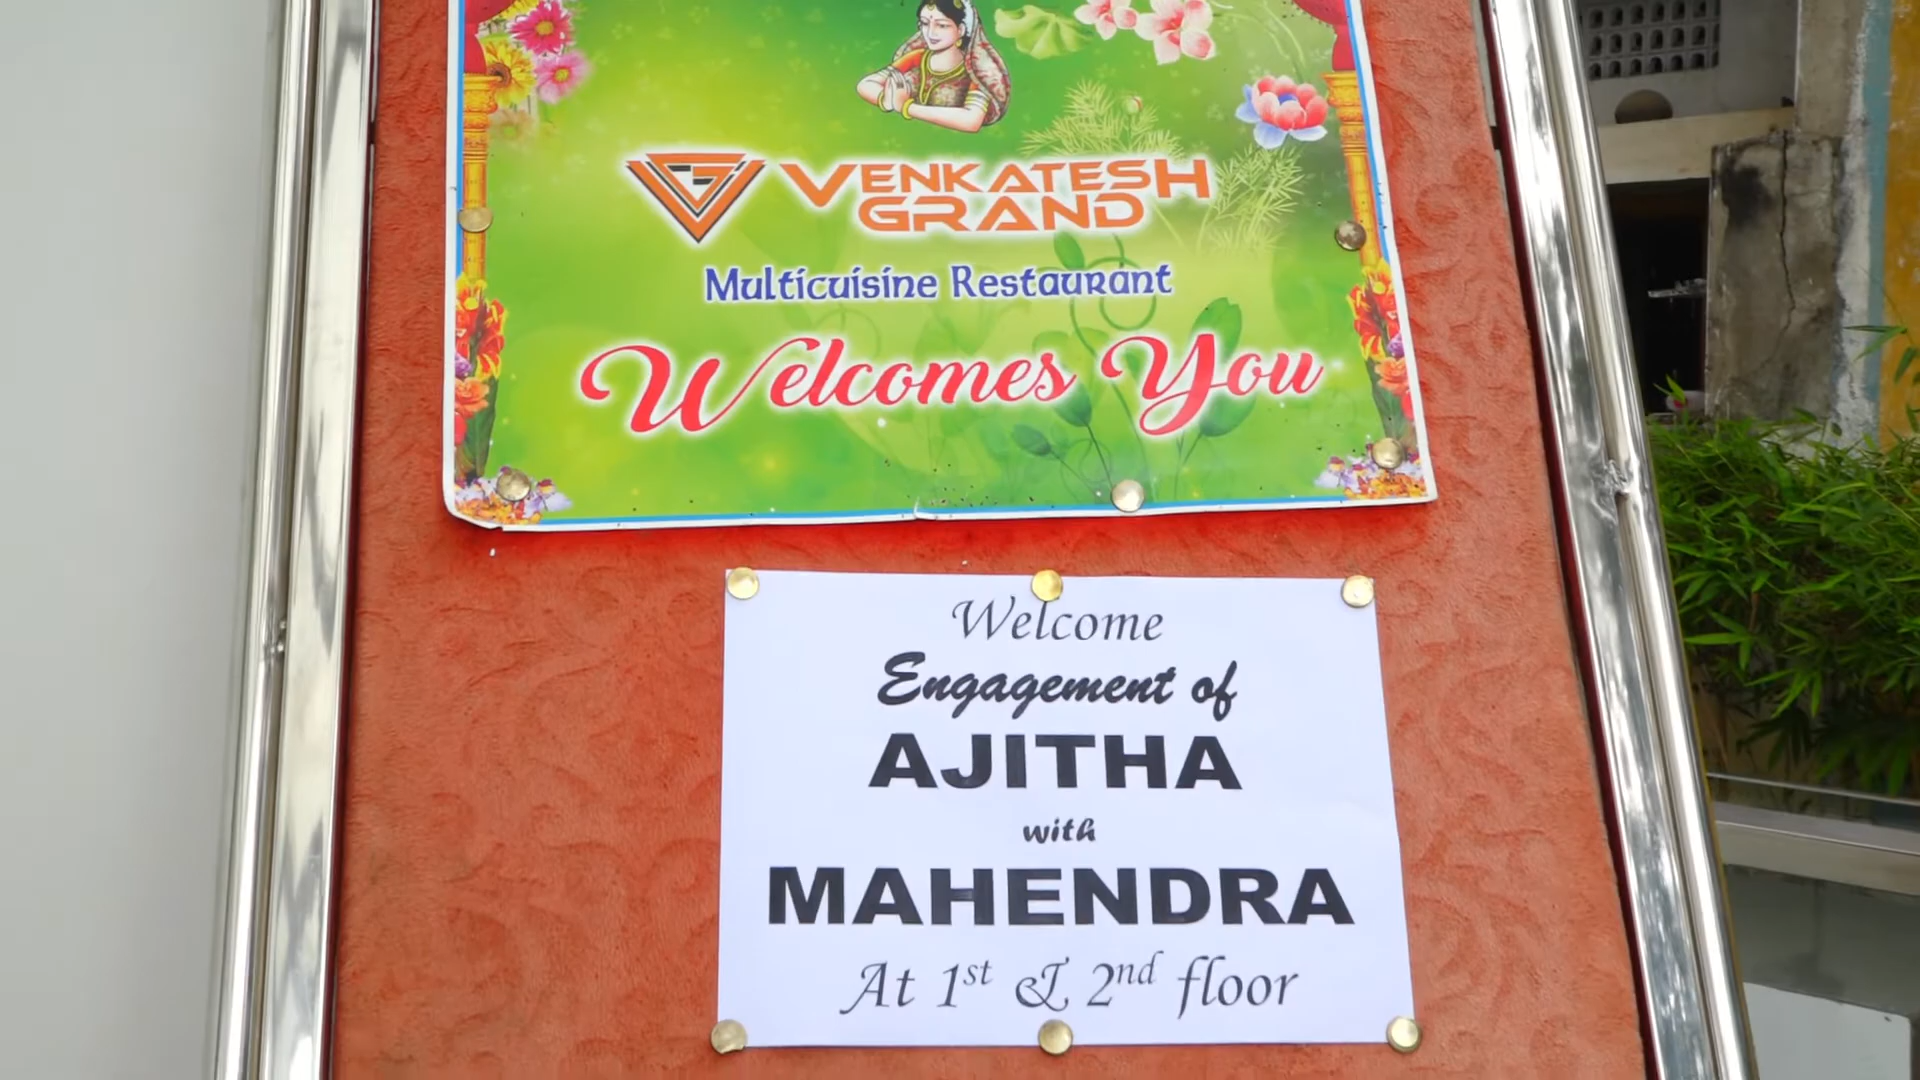 VENKATESH
GRAND
Multicuisine Restaurant
Welcomes You
Welcome
Engagement of
AJITHA
with
MAHENDRA
At 1st & 2nd floor